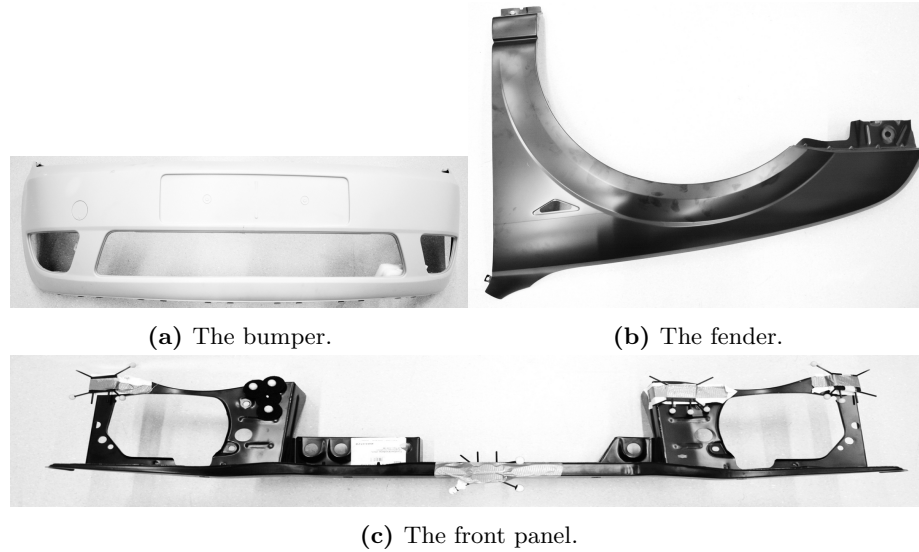 (a) The bumper.
(b) The fender.
(c) The front panel.